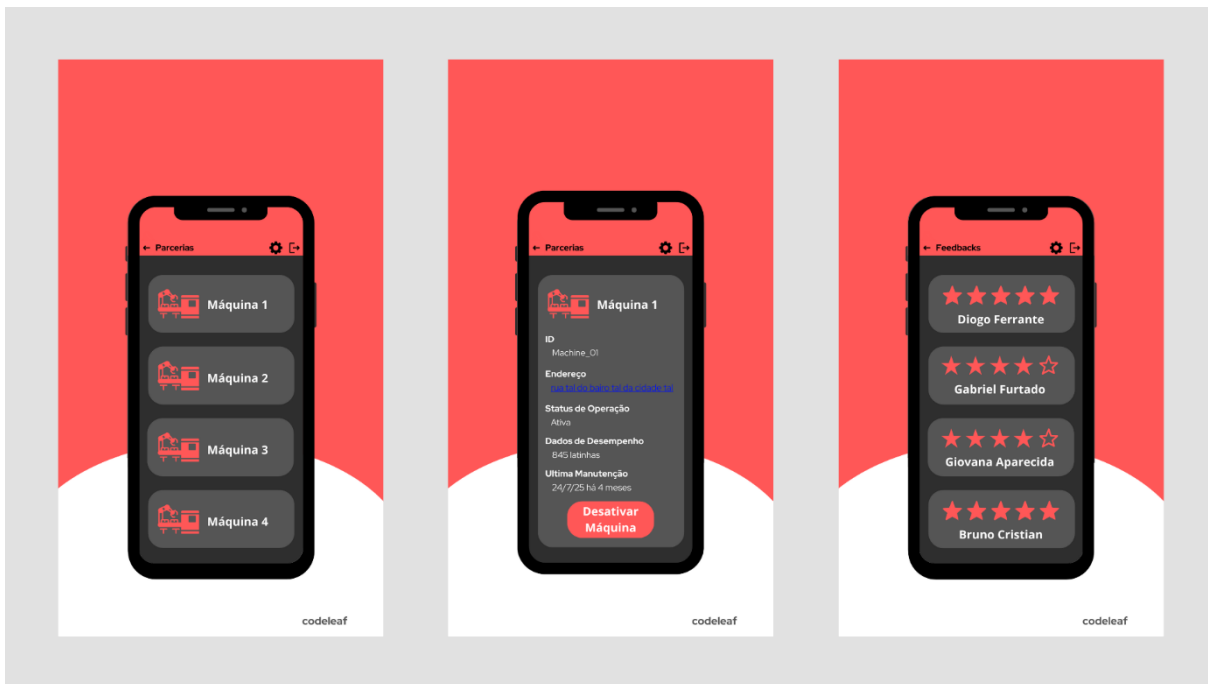 ← Parcerias
Máquina 1
Máquina 2
Máquina 3
Máquina 4
codeleaf
← Parcerias
Máquina 1
ID
Machine_01
Endereço
rua tal do bairo tal da cidade tal
Status de Operação
Ativa
Dados de Desempenho
845 latinhas
Ultima Manutenção
24/7/25 há 4 meses
Desativar
Máquina
codeleaf
← Feedbacks
Diogo Ferrante
Gabriel Furtado
Giovana Aparecida
Bruno Cristian
codeleaf